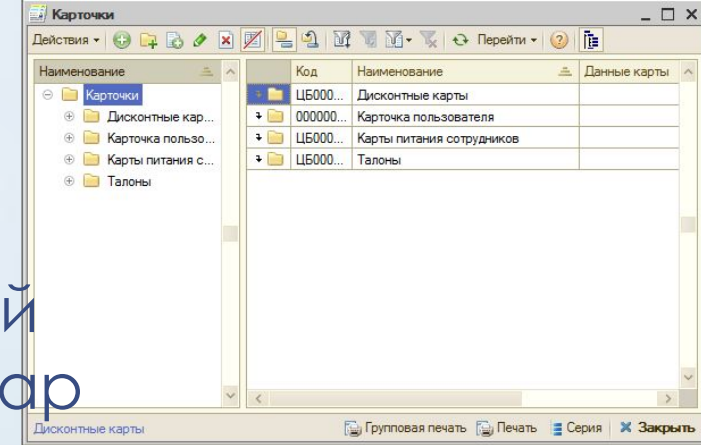 Карточки
Действия
Перейти
Наименование
Карточки
Дисконтные кар...
Карточка пользо...
Карты питания с...
Талоны
Код Наименование Данные карты
ЦБ000... Дисконтные карты
000000... Карточка пользователя
ЦБ000... Карты питания сотрудников
ЦБ000... Талоны
й
ар
Дисконтные карты
Групповая печать Печать Серия Закрыть